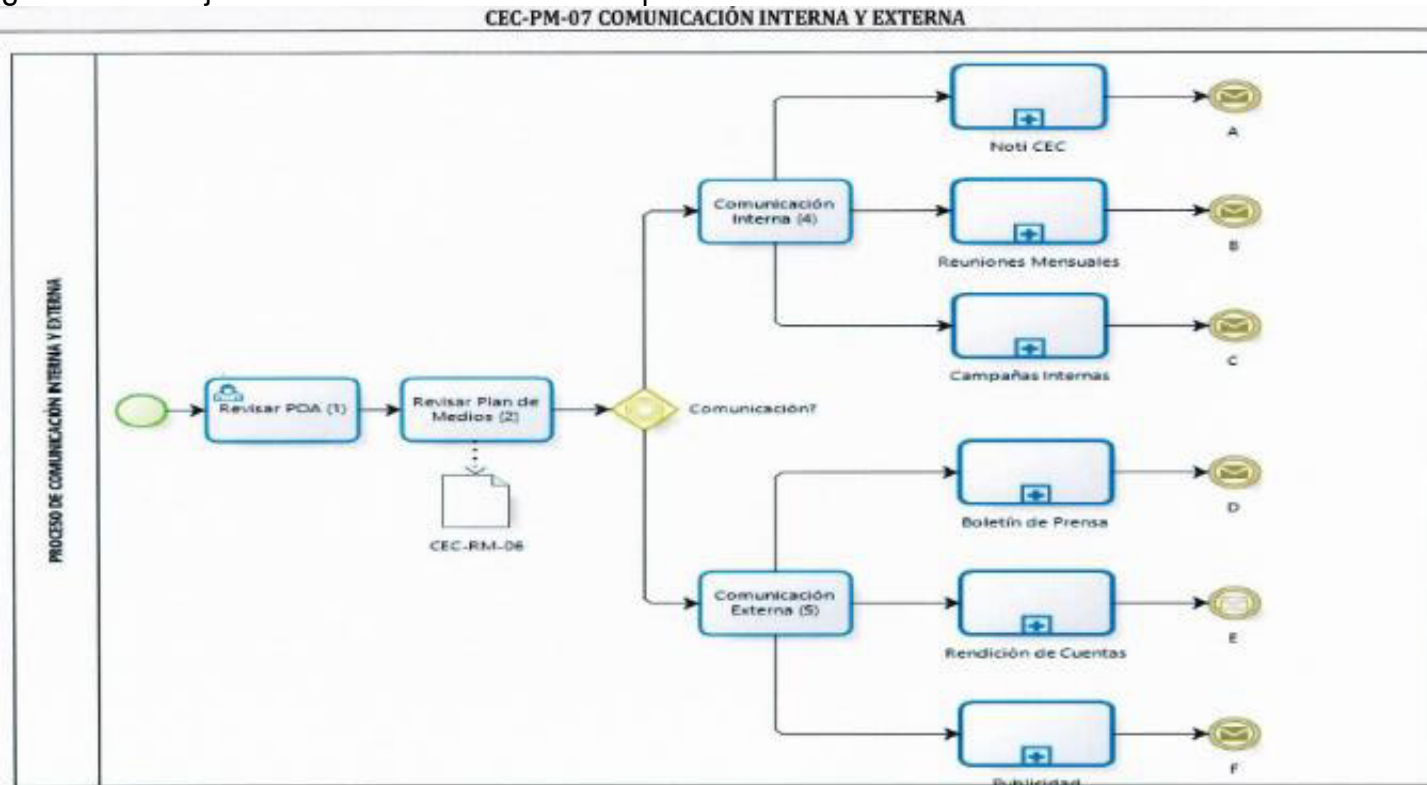 CEC-PM-07 COMUNICACIÓN INTERNA Y EXTERNA
PROCESO DE COMUNICACIÓN INTERNA Y EXTERNA
Revisar POA (1)
Revisar Plan de
Medios (2)
CEC-RM-06
Comunicación?
Comunicación
Interna (4)
Noti CEC
A
Reuniones Mensuales
B
Campañas Internas
C
Comunicación
Externa (5)
Boletín de Prensa
D
Rendición de Cuentas
E
Publicidad
F